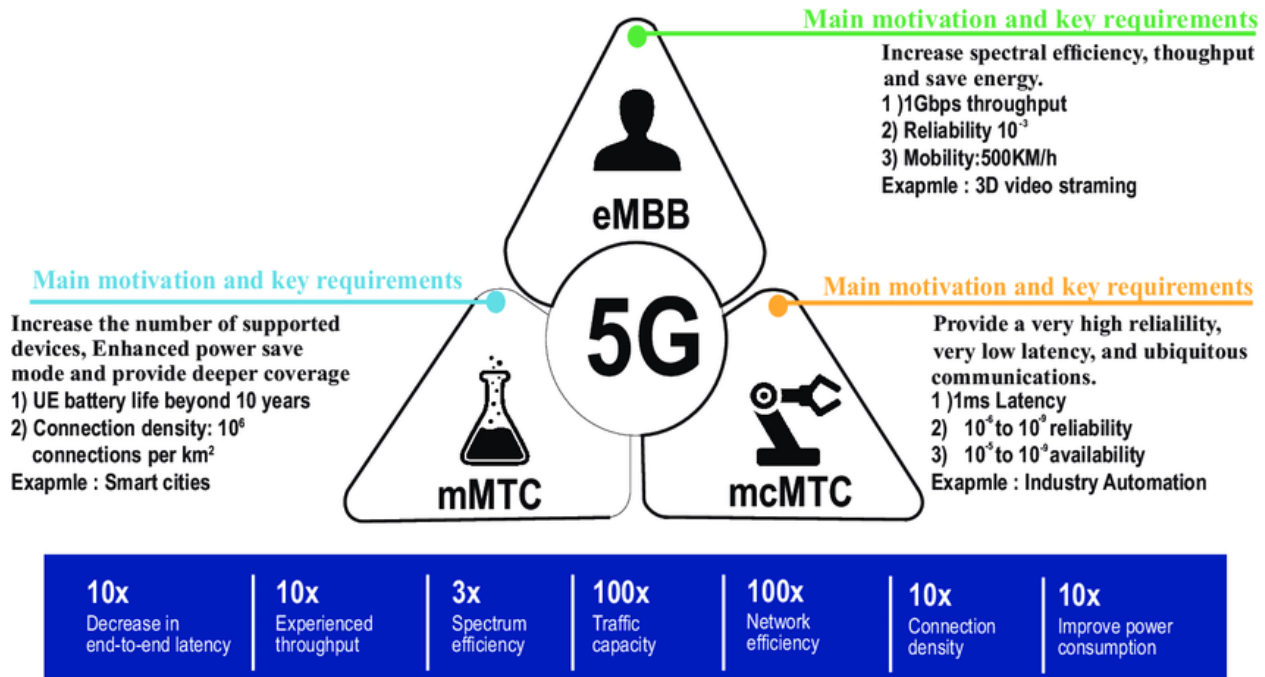 Main motivation and key requirements
Increase spectral efficiency, thoughput
and save energy.
1 )1Gbps throughput
2) Reliability 10⁻³
3) Mobility:500KM/h
Exapmle : 3D video straming
eMBB
Main motivation and key requirements
Increase the number of supported
devices, Enhanced power save
mode and provide deeper coverage
1) UE battery life beyond 10 years
2) Connection density: 10⁶
connections per km²
Exapmle : Smart cities
5G
Main motivation and key requirements
Provide a very high relialility,
very low latency, and ubiquitous
communications.
1 )1ms Latency
2) 10⁻⁶ to 10⁻⁹ reliability
3) 10⁻⁵ to 10⁻⁹ availability
Exapmle : Industry Automation
mMTC
mcMTC
10x
Decrease in
end-to-end latency
10x
Experienced
throughput
3x
Spectrum
efficiency
100x
Traffic
capacity
100x
Network
efficiency
10x
Connection
density
10x
Improve power
consumption